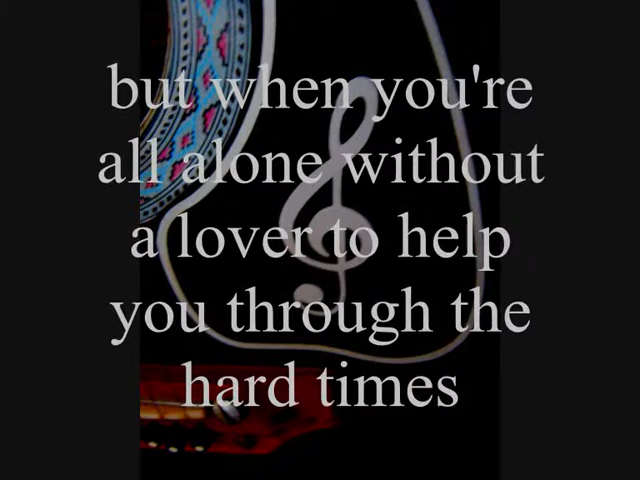 but when you're
all alone without
a lover to help
you through the
hard times